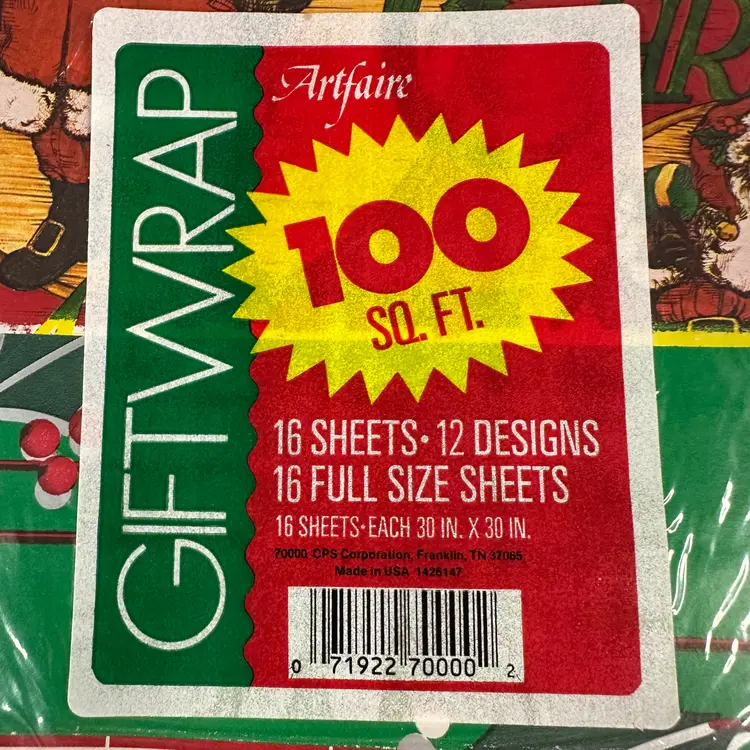 Artfaire
GIFTWRAP
100
SQ. FT.
16 SHEETS • 12 DESIGNS
16 FULL SIZE SHEETS
16 SHEETS • EACH 30 IN. X 30 IN.
70000 CPS Corporation, Franklin, TN 37065
Made in USA 1426147
0 71922 70000 2